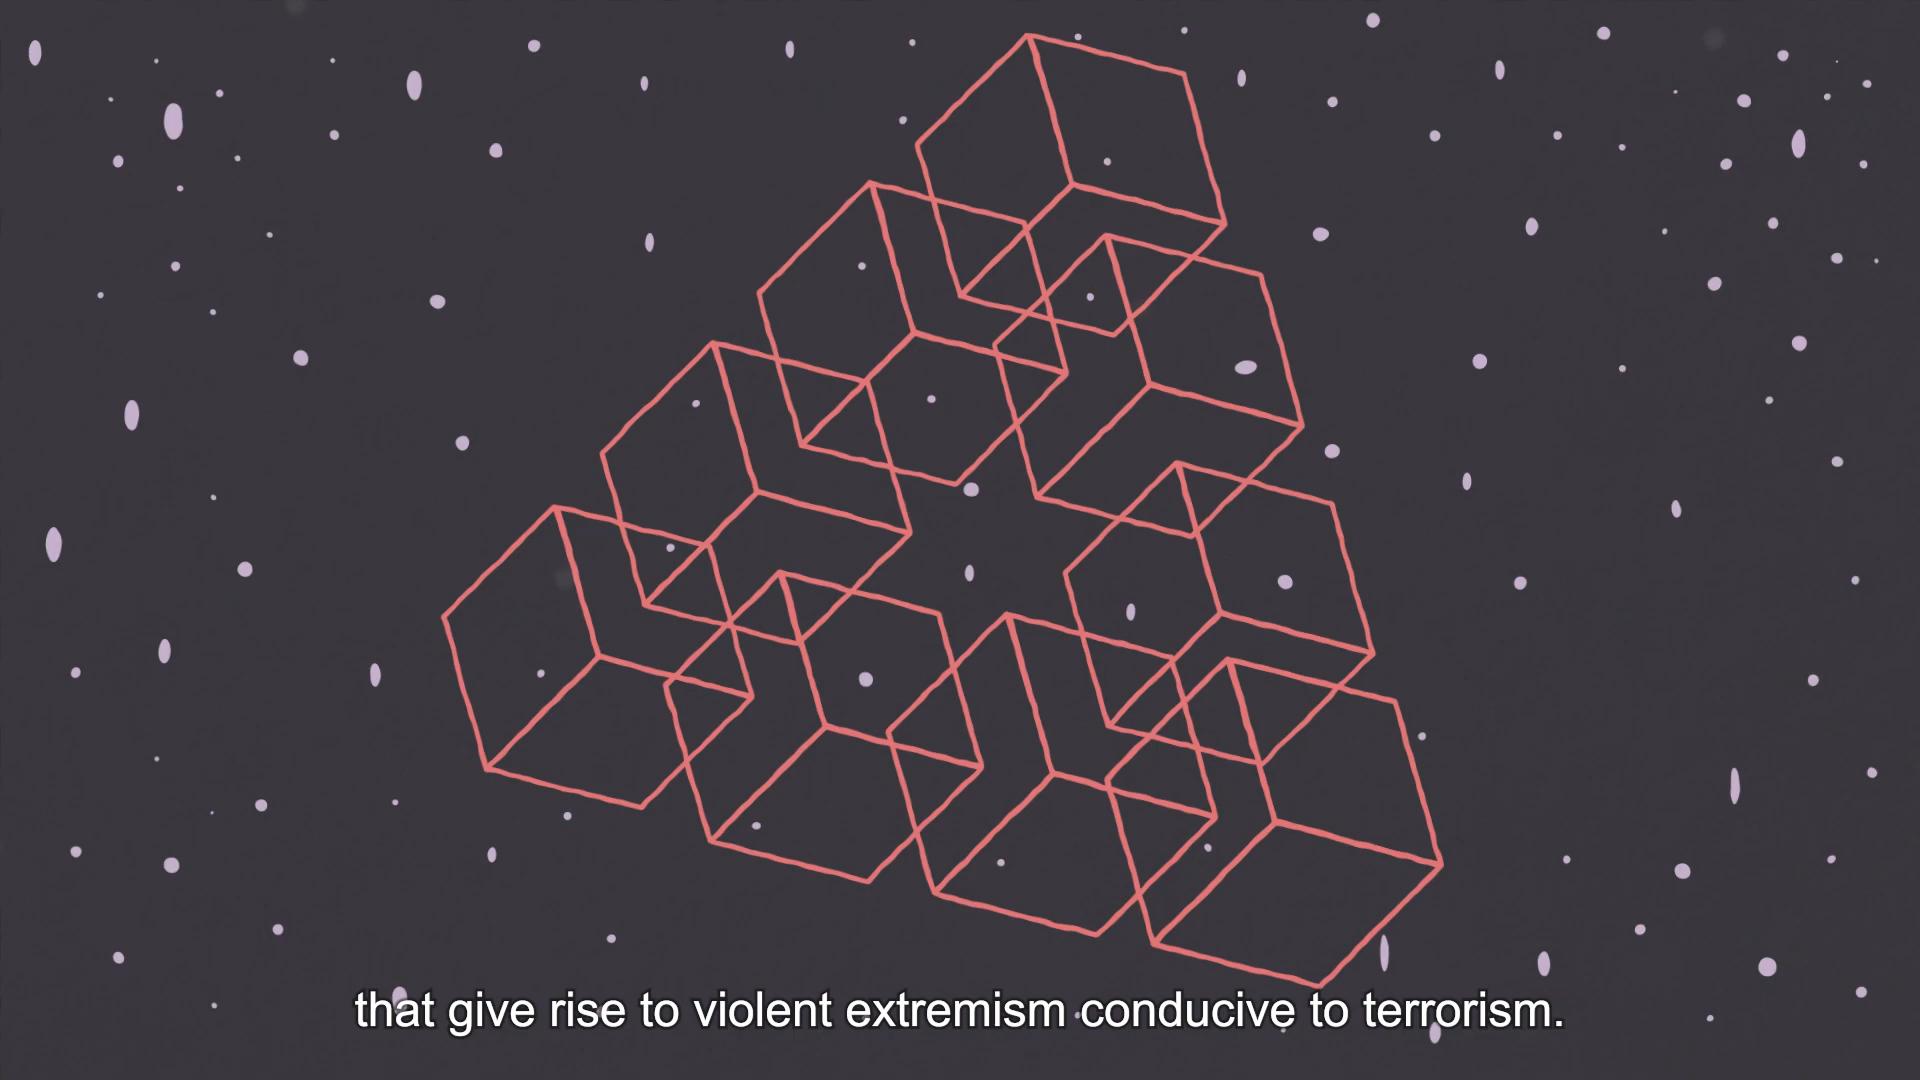 that give rise to violent extremism conducive to terrorism.